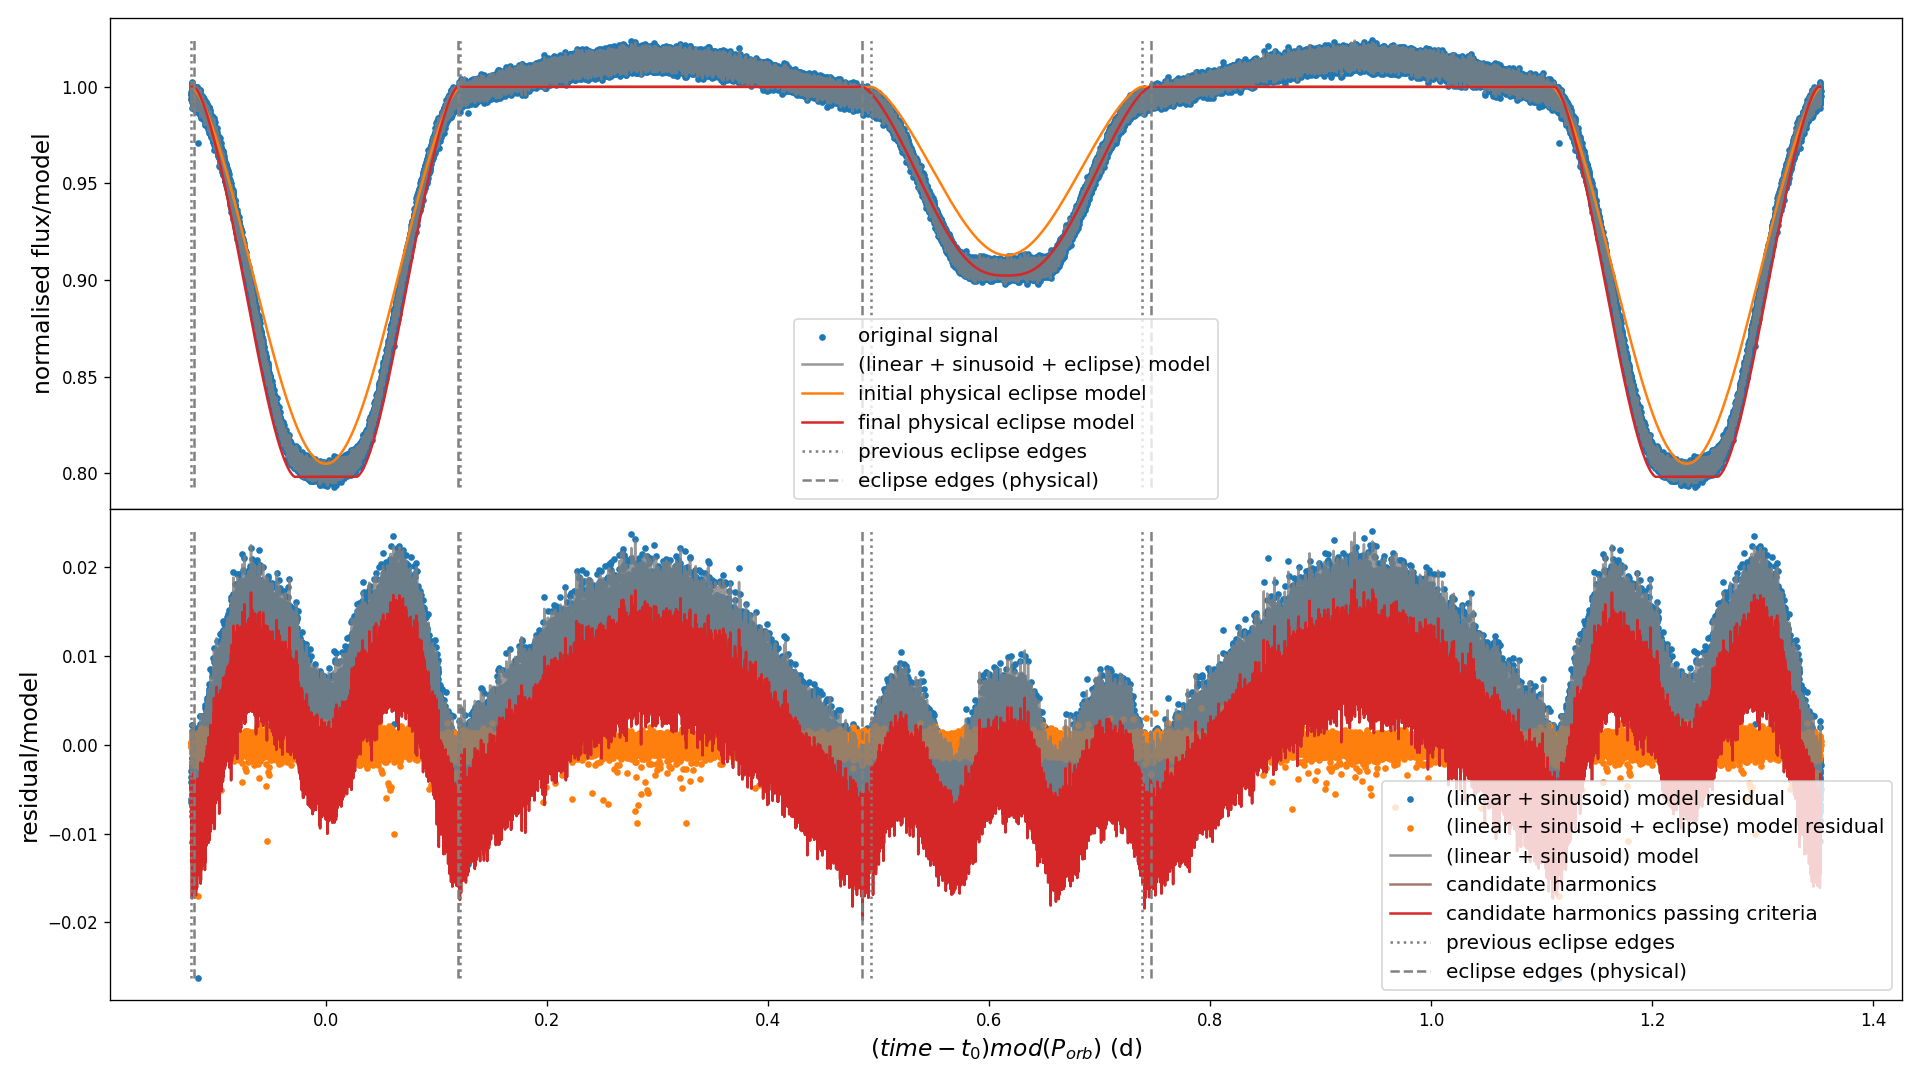 normalised flux/model
1.00
0.95
0.90
0.85
0.80
original signal
(linear + sinusoid + eclipse) model
initial physical eclipse model
final physical eclipse model
previous eclipse edges
eclipse edges (physical)
residual/model
0.02
0.01
0.00
−0.01
−0.02
(linear + sinusoid) model residual
(linear + sinusoid + eclipse) model residual
(linear + sinusoid) model
candidate harmonics
candidate harmonics passing criteria
previous eclipse edges
eclipse edges (physical)
0.0 0.2 0.4 0.6 0.8 1.0 1.2 1.4
(time − t₀)mod(P_orb) (d)